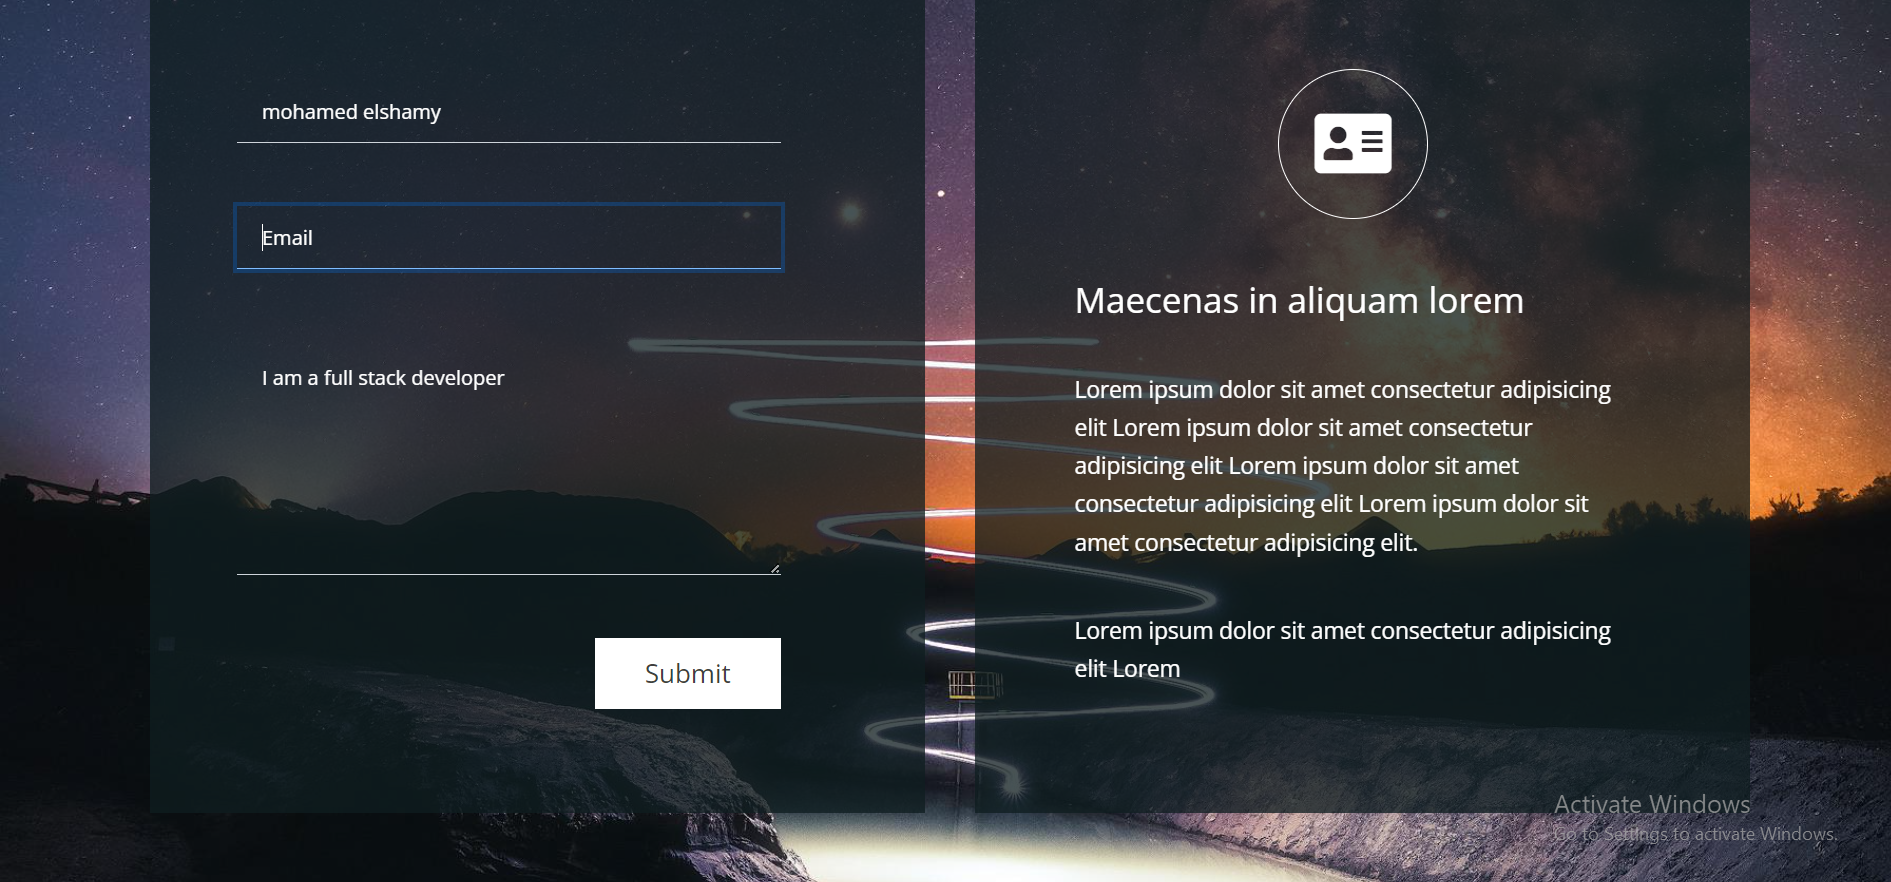 mohamed elshamy
Email
I am a full stack developer
Submit
Maecenas in aliquam lorem
Lorem ipsum dolor sit amet consectetur adipisicing
elit Lorem ipsum dolor sit amet consectetur
adipisicing elit Lorem ipsum dolor sit amet
consectetur adipisicing elit Lorem ipsum dolor sit
amet consectetur adipisicing elit.
Lorem ipsum dolor sit amet consectetur adipisicing
elit Lorem
Activate Windows
Go to Settings to activate Windows.